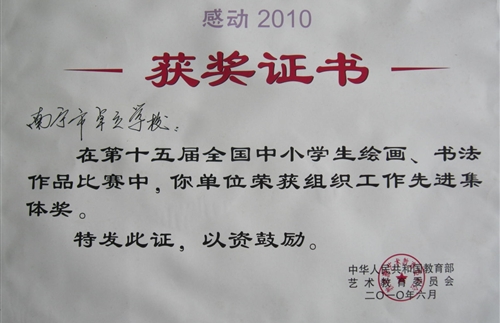 感动 2010
获奖证书
南宁市卓立学校:
在第十五届全国中小学生绘画、书法
作品比赛中，你单位荣获组织工作先进集
体奖。
特发此证，以资鼓励。
中华人民共和国教育部
艺术教育委员会
二〇一〇年六月